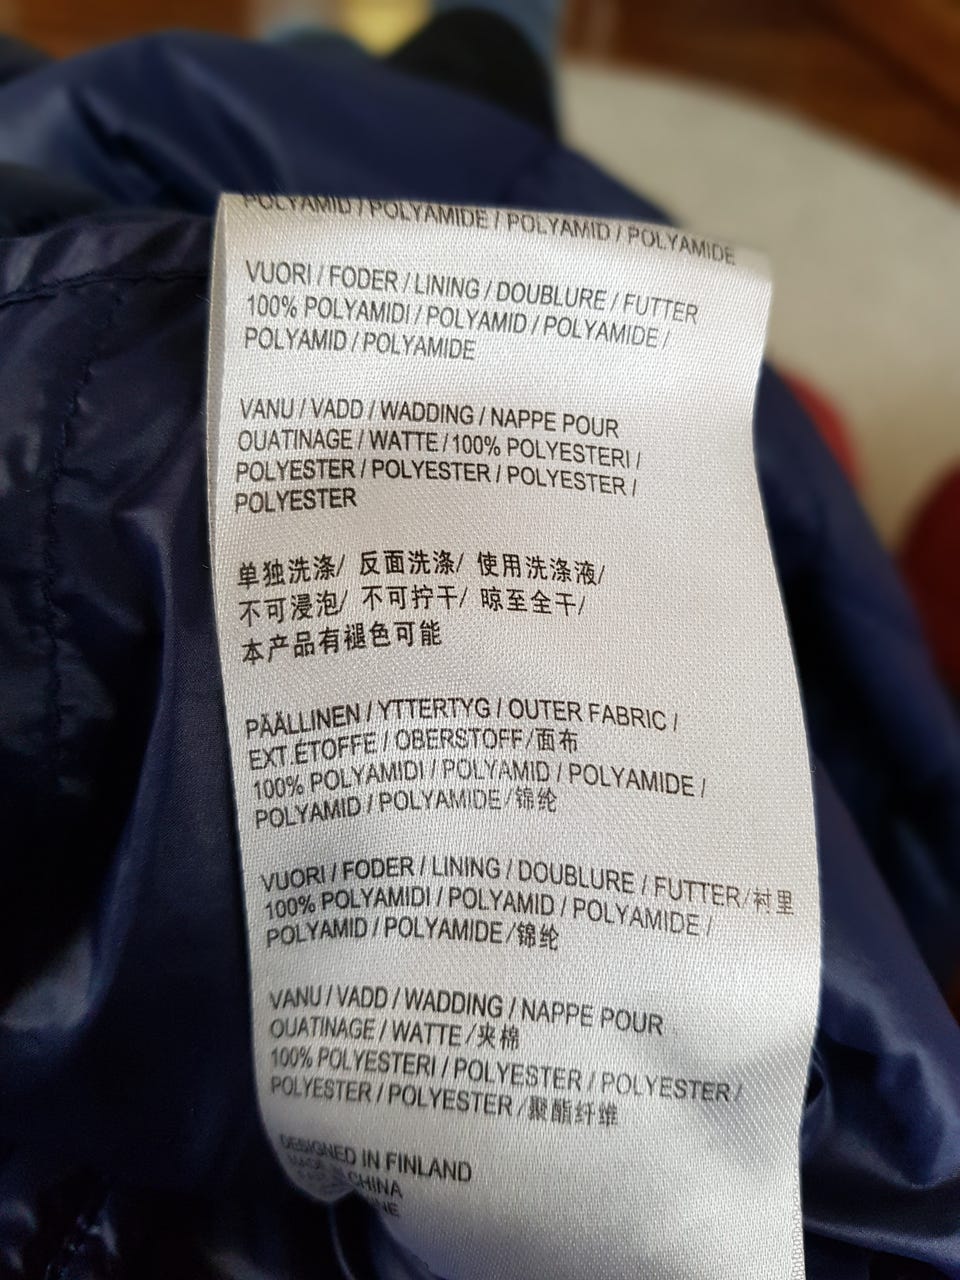 POLYAMID / POLYAMIDE / POLYAMID / POLYAMIDE
VUORI / FODER / LINING / DOUBLURE / FUTTER
100% POLYAMIDI / POLYAMID / POLYAMIDE /
POLYAMID / POLYAMIDE
VANU / VADD / WADDING / NAPPE POUR
OUATINAGE / WATTE / 100% POLYESTERI /
POLYESTER / POLYESTER / POLYESTER /
POLYESTER
单独洗涤/ 反面洗涤/ 使用洗涤液/
不可浸泡/ 不可拧干/ 晾至全干/
本产品有褪色可能
PÄÄLLINEN / YTTERTYG / OUTER FABRIC /
EXT.ETOFFE / OBERSTOFF/面布
100% POLYAMIDI / POLYAMID / POLYAMIDE /
POLYAMID / POLYAMIDE/锦纶
VUORI / FODER / LINING / DOUBLURE / FUTTER/衬里
100% POLYAMIDI / POLYAMID / POLYAMIDE /
POLYAMID / POLYAMIDE/锦纶
VANU / VADD / WADDING / NAPPE POUR
OUATINAGE / WATTE/夹棉
100% POLYESTERI / POLYESTER / POLYESTER /
POLYESTER / POLYESTER/聚酯纤维
DESIGNED IN FINLAND
MADE IN CHINA